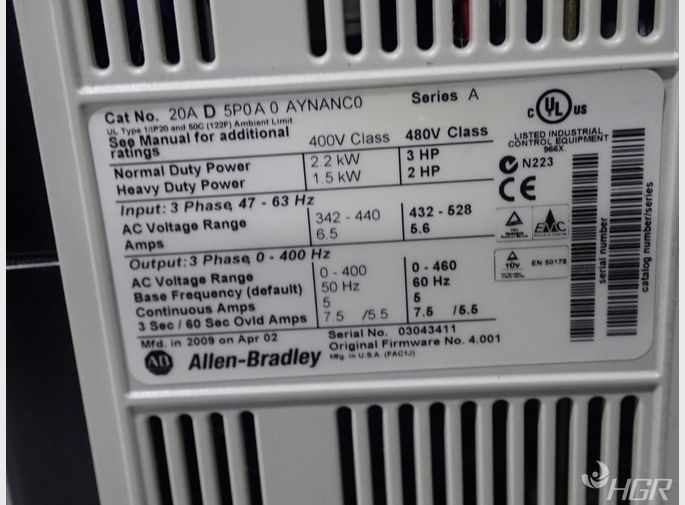 Cat No. 20A D 5P0 A 0 AYNANC0 Series A
UL Type 1/IP20 and 50C (122F) Ambient Limit
See Manual for additional ratings
400V Class 480V Class
Normal Duty Power 2.2 kW 3 HP
Heavy Duty Power 1.5 kW 2 HP
Input: 3 Phase, 47 - 63 Hz
AC Voltage Range 342 - 440 432 - 528
Amps 6.5 5.6
Output: 3 Phase, 0 - 400 Hz
AC Voltage Range 0 - 400 0 - 460
Base Frequency (default) 50 Hz 60 Hz
Continuous Amps 5 5
3 Sec / 60 Sec Ovld Amps 7.5 /5.5 7.5 /5.5
Mfd. in 2009 on Apr 02
Serial No. 03043411
Original Firmware No. 4.001
Mfg. in U.S.A. (FAC1J)
AB Allen-Bradley
C UL US
LISTED INDUSTRIAL
CONTROL EQUIPMENT
966X
N223
CE
EMC
TÜV
EN 50178
serial number
catalog number/series
HGR